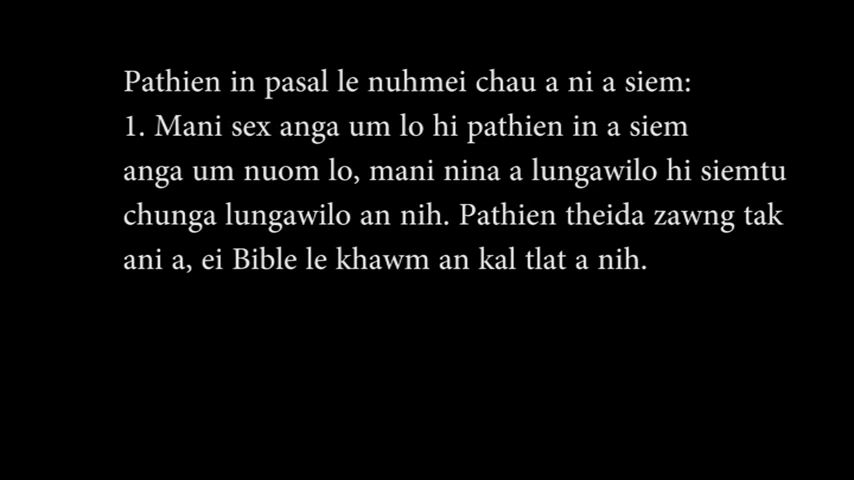 Pathien in pasal le nuhmei chau a ni a siem:
1. Mani sex anga um lo hi pathien in a siem
anga um nuom lo, mani nina a lungawilo hi siemtu
chunga lungawilo an nih. Pathien theida zawng tak
ani a, ei Bible le khawm an kal tlat a nih.